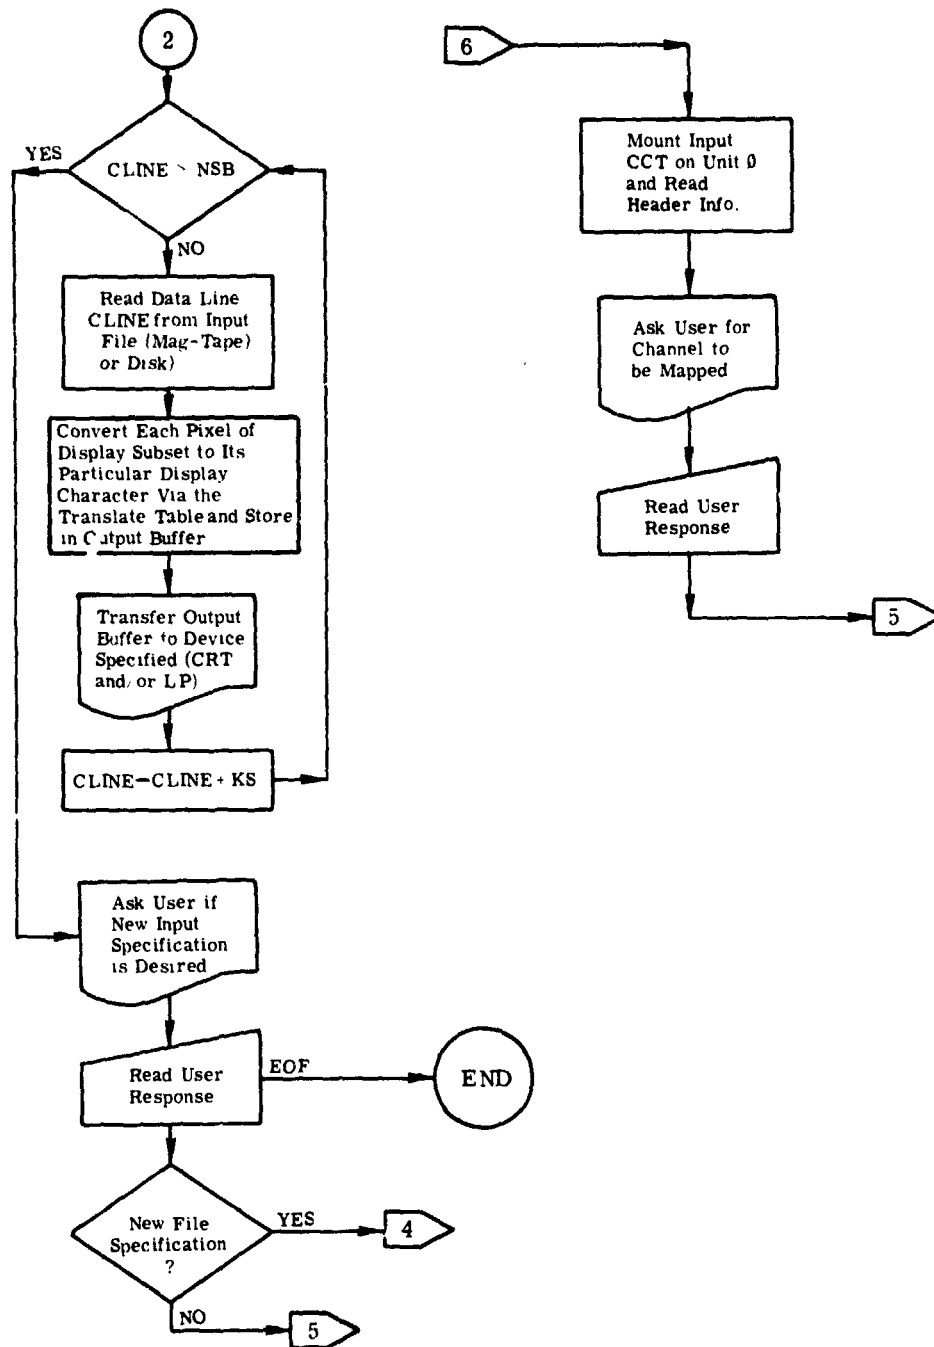 2
YES
CLINE > NSB
NO
Read Data Line
CLINE from Input
File (Mag-Tape)
or Disk)
Convert Each Pixel of
Display Subset to Its
Particular Display
Character Via the
Translate Table and Store
in Output Buffer
Transfer Output
Buffer to Device
Specified (CRT
and/or LP)
CLINE–CLINE + KS
Ask User if
New Input
Specification
is Desired
Read User
Response
EOF
END
New File
Specification
?
YES
4
NO
5
6
Mount Input
CCT on Unit 0
and Read
Header Info.
Ask User for
Channel to
be Mapped
Read User
Response
5